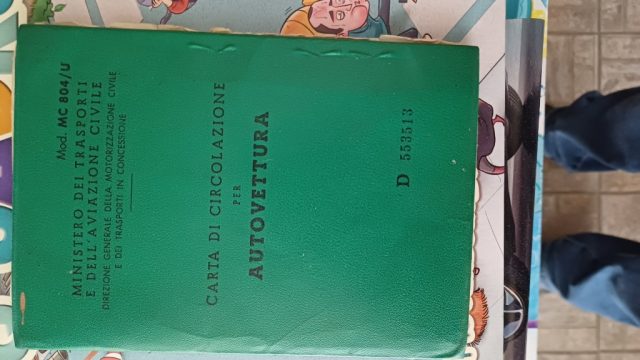 Mod. MC 804/U
MINISTERO DEI TRASPORTI
E DELL'AVIAZIONE CIVILE
DIREZIONE GENERALE DELLA MOTORIZZAZIONE CIVILE
E DEI TRASPORTI IN CONCESSIONE
CARTA DI CIRCOLAZIONE
PER
AUTOVETTURA
D 553513